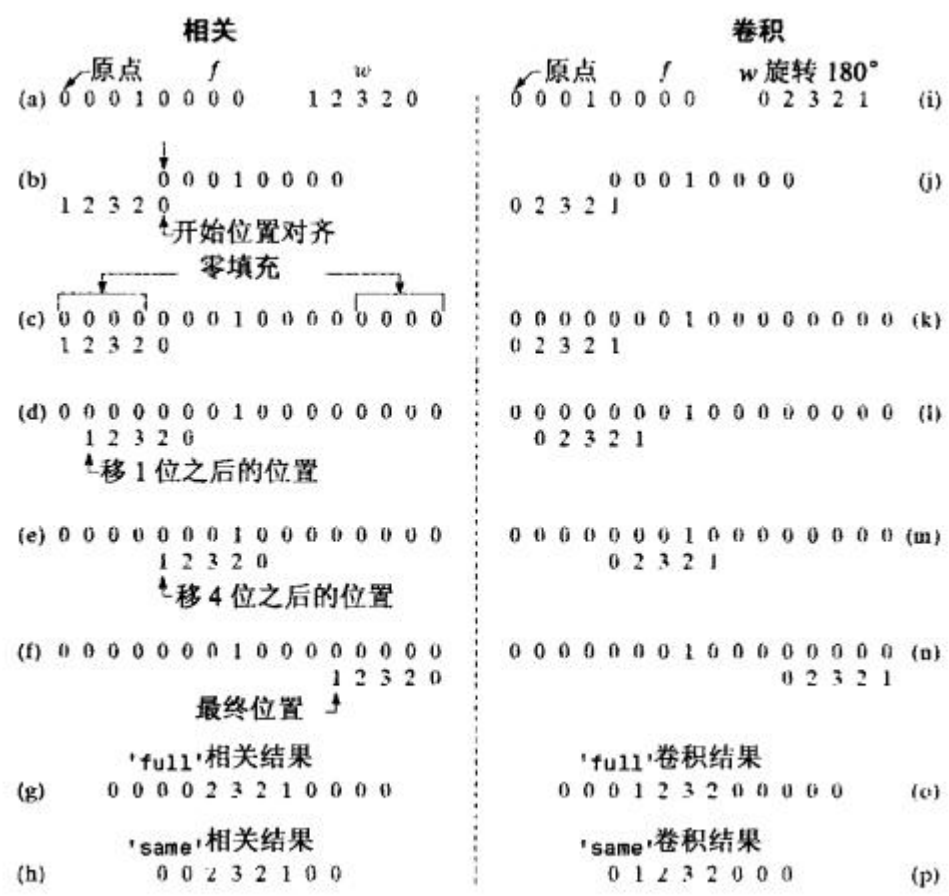 相关
原点 f w
(a) 0 0 0 1 0 0 0 0 1 2 3 2 0
(b) 0 0 0 1 0 0 0 0
1 2 3 2 0
开始位置对齐
零填充
(c) 0 0 0 0 0 0 0 1 0 0 0 0 0 0 0 0
1 2 3 2 0
(d) 0 0 0 0 0 0 0 1 0 0 0 0 0 0 0 0
1 2 3 2 0
移 1 位之后的位置
(e) 0 0 0 0 0 0 0 1 0 0 0 0 0 0 0 0
1 2 3 2 0
移 4 位之后的位置
(f) 0 0 0 0 0 0 0 1 0 0 0 0 0 0 0 0
1 2 3 2 0
最终位置
'full'相关结果
(g) 0 0 0 0 2 3 2 1 0 0 0 0
'same'相关结果
(h) 0 0 2 3 2 1 0 0
卷积
原点 f w 旋转 180°
0 0 0 1 0 0 0 0 0 2 3 2 1 (i)
0 0 0 1 0 0 0 0 (j)
0 2 3 2 1
0 0 0 0 0 0 0 1 0 0 0 0 0 0 0 0 (k)
0 2 3 2 1
0 0 0 0 0 0 0 1 0 0 0 0 0 0 0 0 (l)
0 2 3 2 1
0 0 0 0 0 0 0 1 0 0 0 0 0 0 0 0 (m)
0 2 3 2 1
0 0 0 0 0 0 0 1 0 0 0 0 0 0 0 0 (n)
0 2 3 2 1
'full'卷积结果
0 0 0 1 2 3 2 0 0 0 0 0 (o)
'same'卷积结果
0 1 2 3 2 0 0 0 (p)